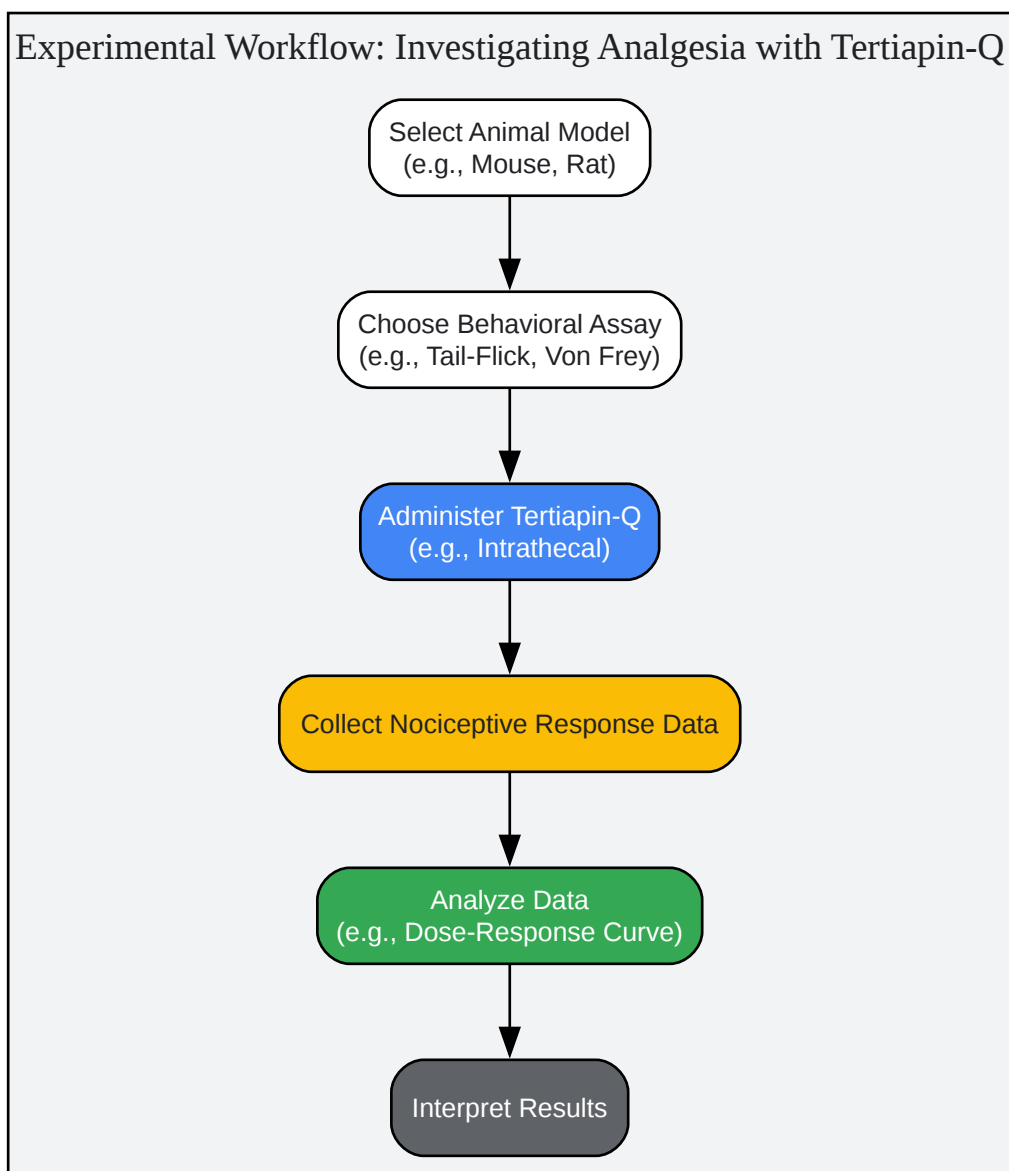 Experimental Workflow: Investigating Analgesia with Tertiapin-Q
Select Animal Model
(e.g., Mouse, Rat)
Choose Behavioral Assay
(e.g., Tail-Flick, Von Frey)
Administer Tertiapin-Q
(e.g., Intrathecal)
Collect Nociceptive Response Data
Analyze Data
(e.g., Dose-Response Curve)
Interpret Results